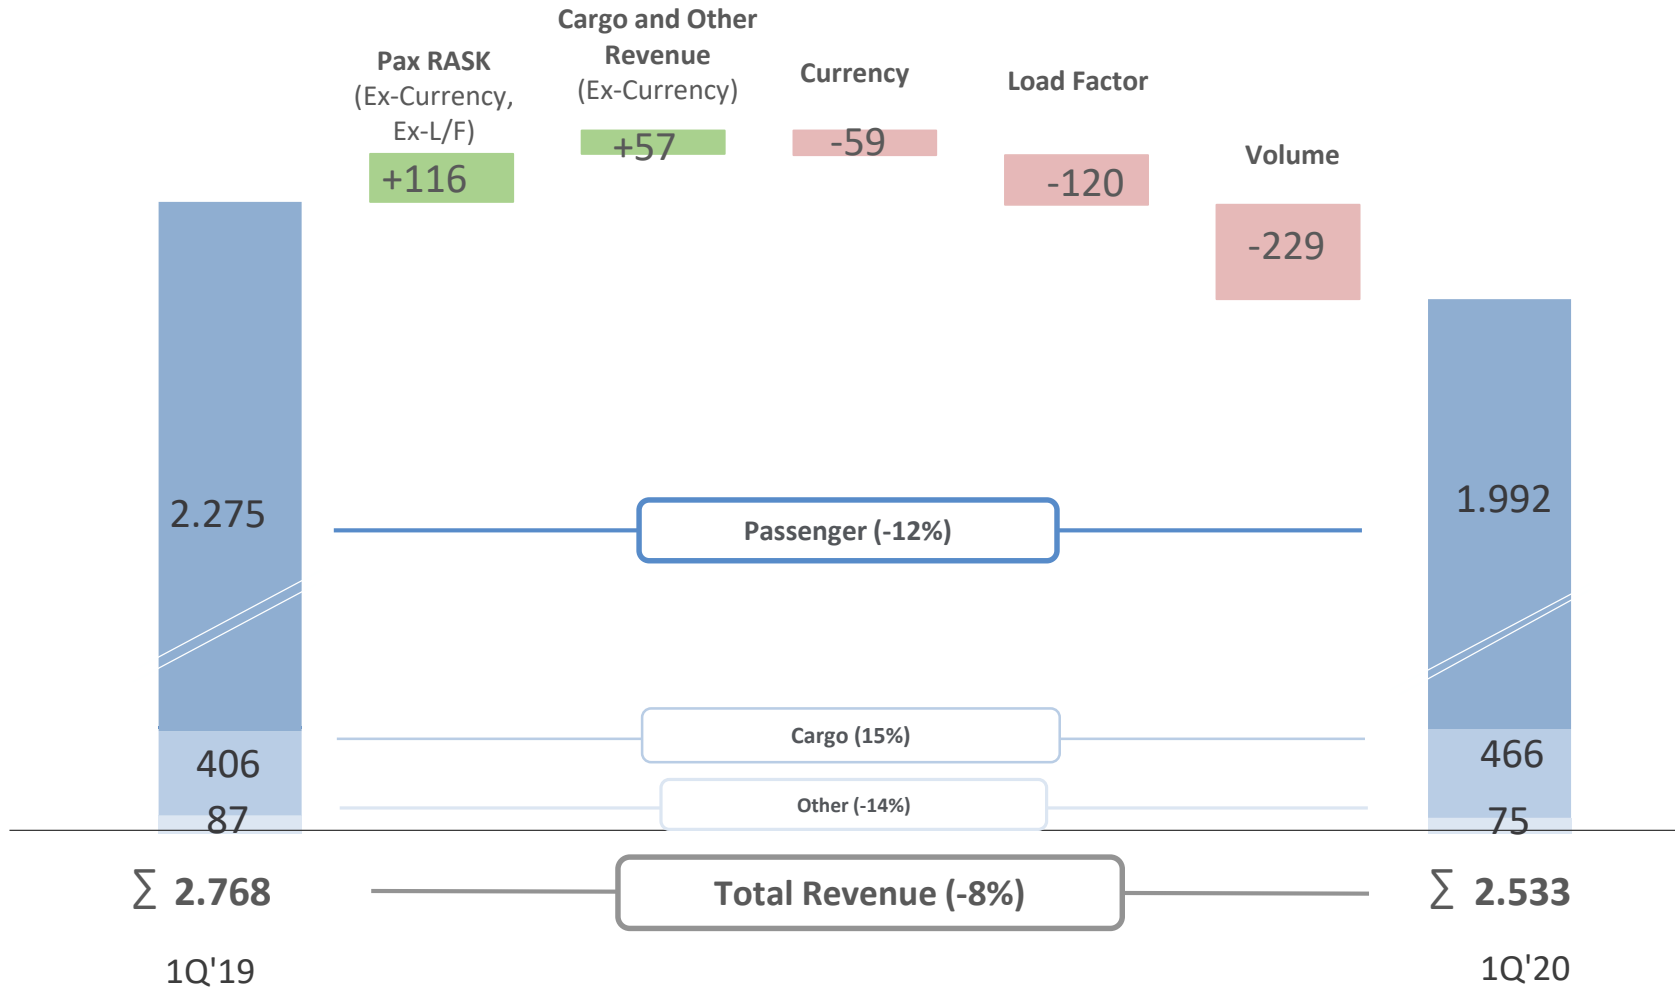 Pax RASK
(Ex-Currency,
Ex-L/F)
+116
Cargo and Other
Revenue
(Ex-Currency)
+57
Currency
-59
Load Factor
-120
Volume
-229
2.275
Passenger (-12%)
1.992
406
Cargo (15%)
466
87
Other (-14%)
75
∑ 2.768
Total Revenue (-8%)
∑ 2.533
1Q'19
1Q'20